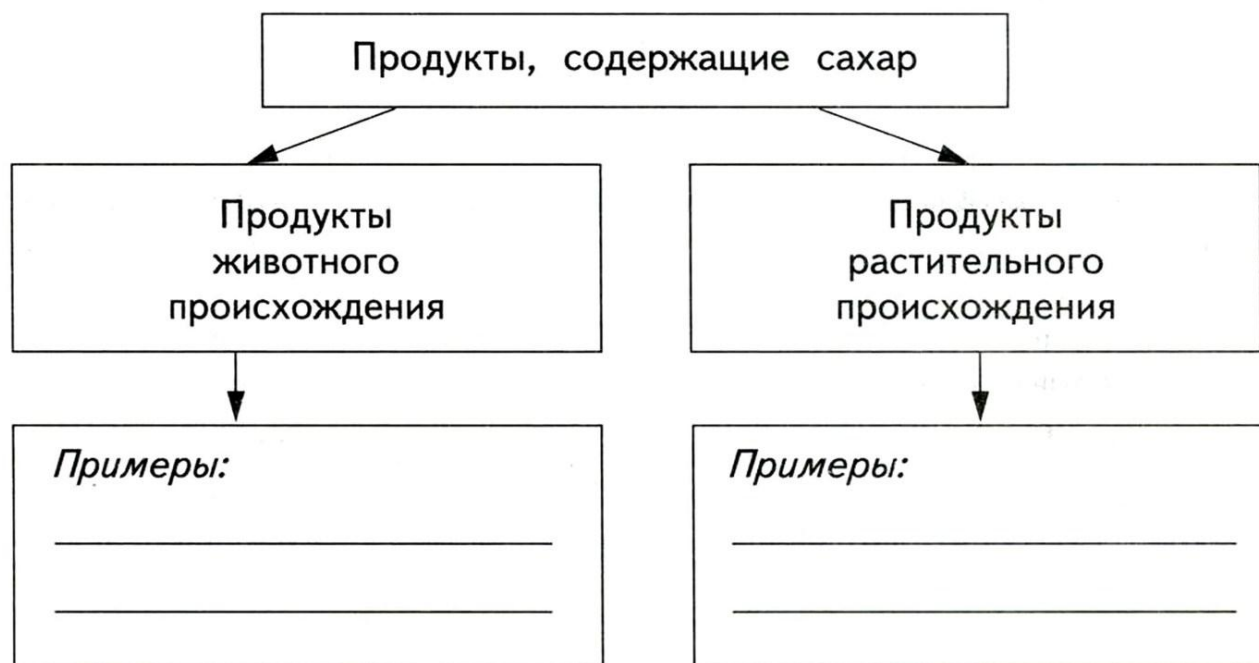 Продукты, содержащие сахар
Продукты
животного
происхождения
Продукты
растительного
происхождения
Примеры:
Примеры: